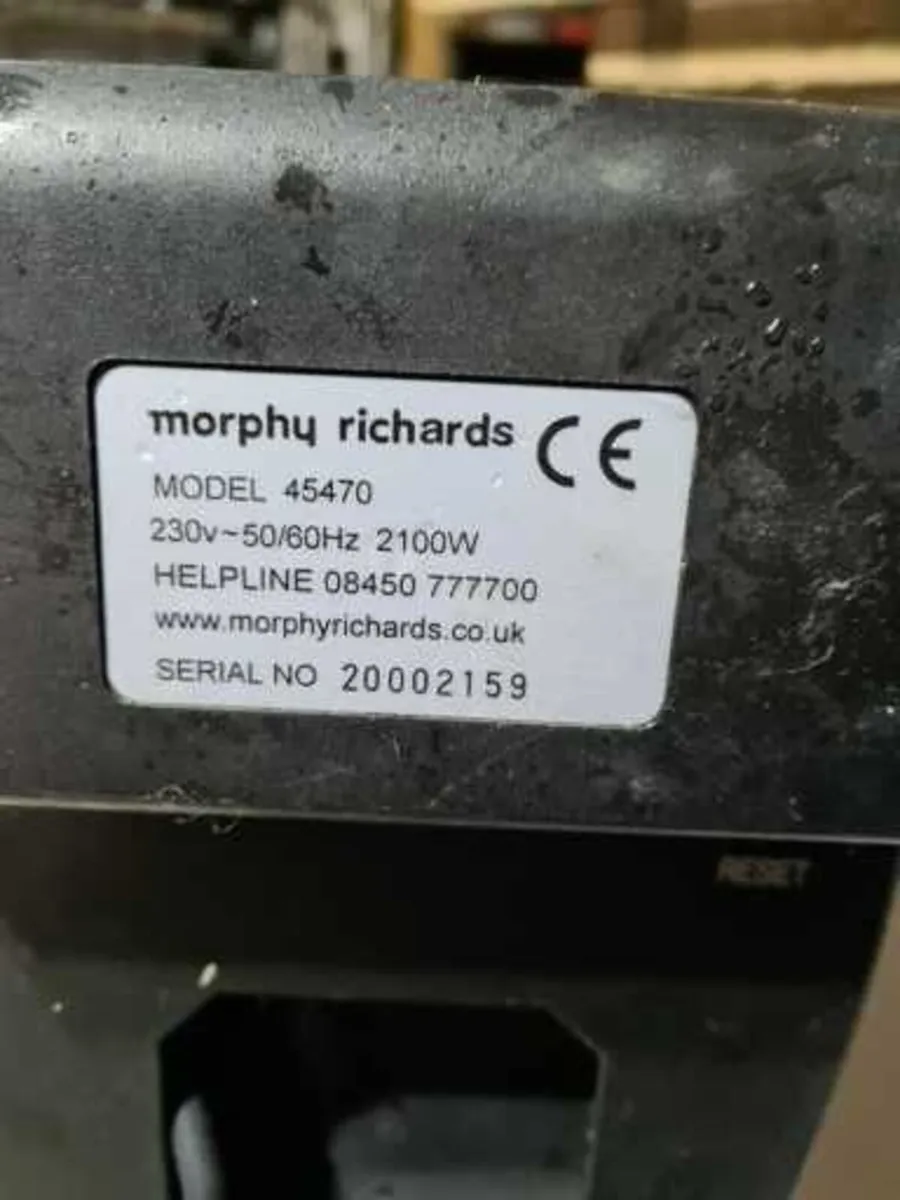 morphy richards CE
MODEL 45470
230v~50/60Hz 2100W
HELPLINE 08450 777700
www.morphyrichards.co.uk
SERIAL NO 20002159
RESET